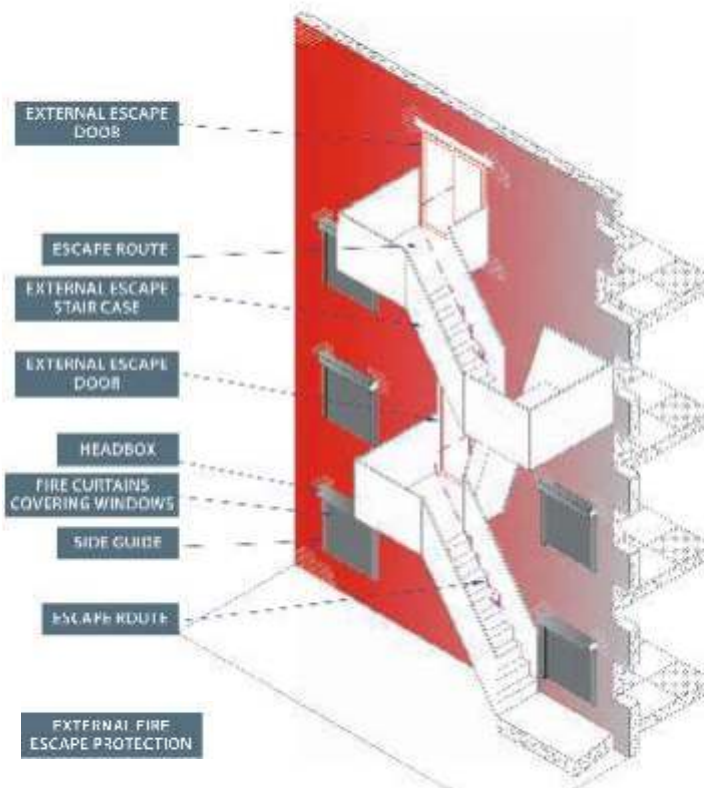 EXTERNAL ESCAPE
DOOR
ESCAPE ROUTE
EXTERNAL ESCAPE
STAIR CASE
EXTERNAL ESCAPE
DOOR
HEADBOX
FIRE CURTAINS
COVERING WINDOWS
SIDE GUIDE
ESCAPE ROUTE
EXTERNAL FIRE
ESCAPE PROTECTION